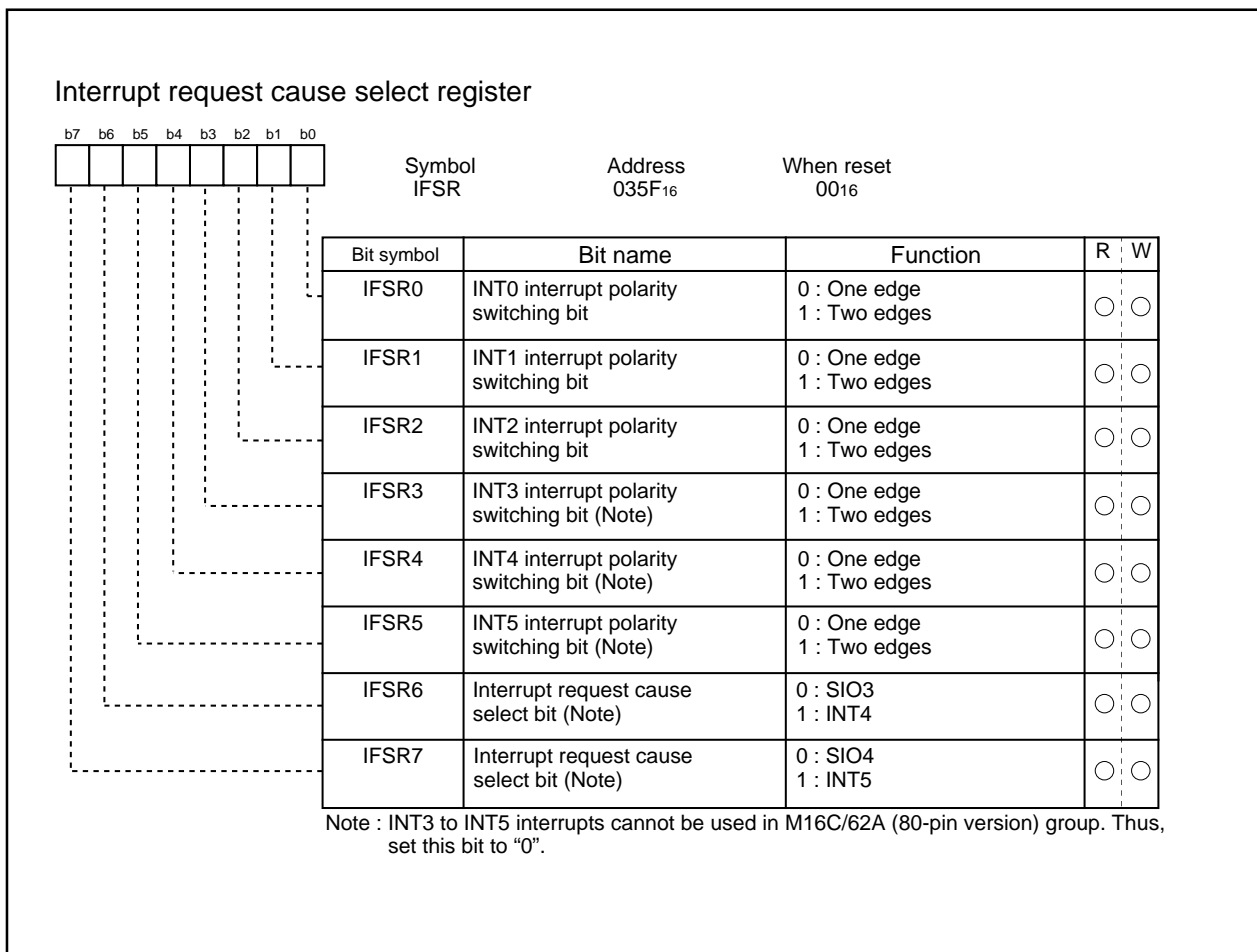 Interrupt request cause select register
b7 b6 b5 b4 b3 b2 b1 b0
Symbol Address When reset
IFSR 035F16 0016
Bit symbol Bit name Function R W
IFSR0 INT0 interrupt polarity 0 : One edge
switching bit 1 : Two edges
IFSR1 INT1 interrupt polarity 0 : One edge
switching bit 1 : Two edges
IFSR2 INT2 interrupt polarity 0 : One edge
switching bit 1 : Two edges
IFSR3 INT3 interrupt polarity 0 : One edge
switching bit (Note) 1 : Two edges
IFSR4 INT4 interrupt polarity 0 : One edge
switching bit (Note) 1 : Two edges
IFSR5 INT5 interrupt polarity 0 : One edge
switching bit (Note) 1 : Two edges
IFSR6 Interrupt request cause 0 : SIO3
select bit (Note) 1 : INT4
IFSR7 Interrupt request cause 0 : SIO4
select bit (Note) 1 : INT5
Note : INT3 to INT5 interrupts cannot be used in M16C/62A (80-pin version) group. Thus,
set this bit to “0”.